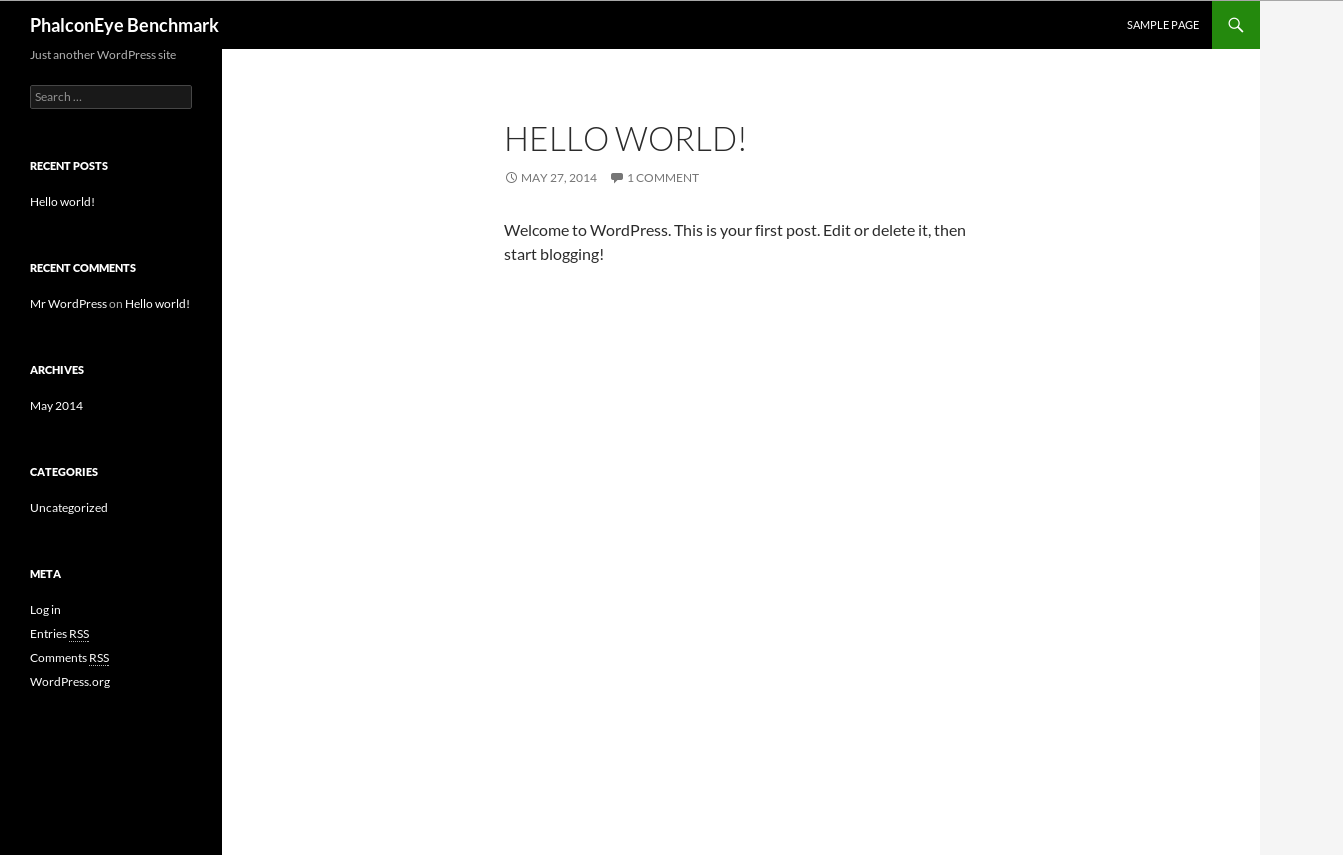 PhalconEye Benchmark
SAMPLE PAGE
Just another WordPress site
Search ...
RECENT POSTS
Hello world!
RECENT COMMENTS
Mr WordPress on Hello world!
ARCHIVES
May 2014
CATEGORIES
Uncategorized
META
Log in
Entries RSS
Comments RSS
WordPress.org
HELLO WORLD!
MAY 27, 2014 1 COMMENT
Welcome to WordPress. This is your first post. Edit or delete it, then
start blogging!